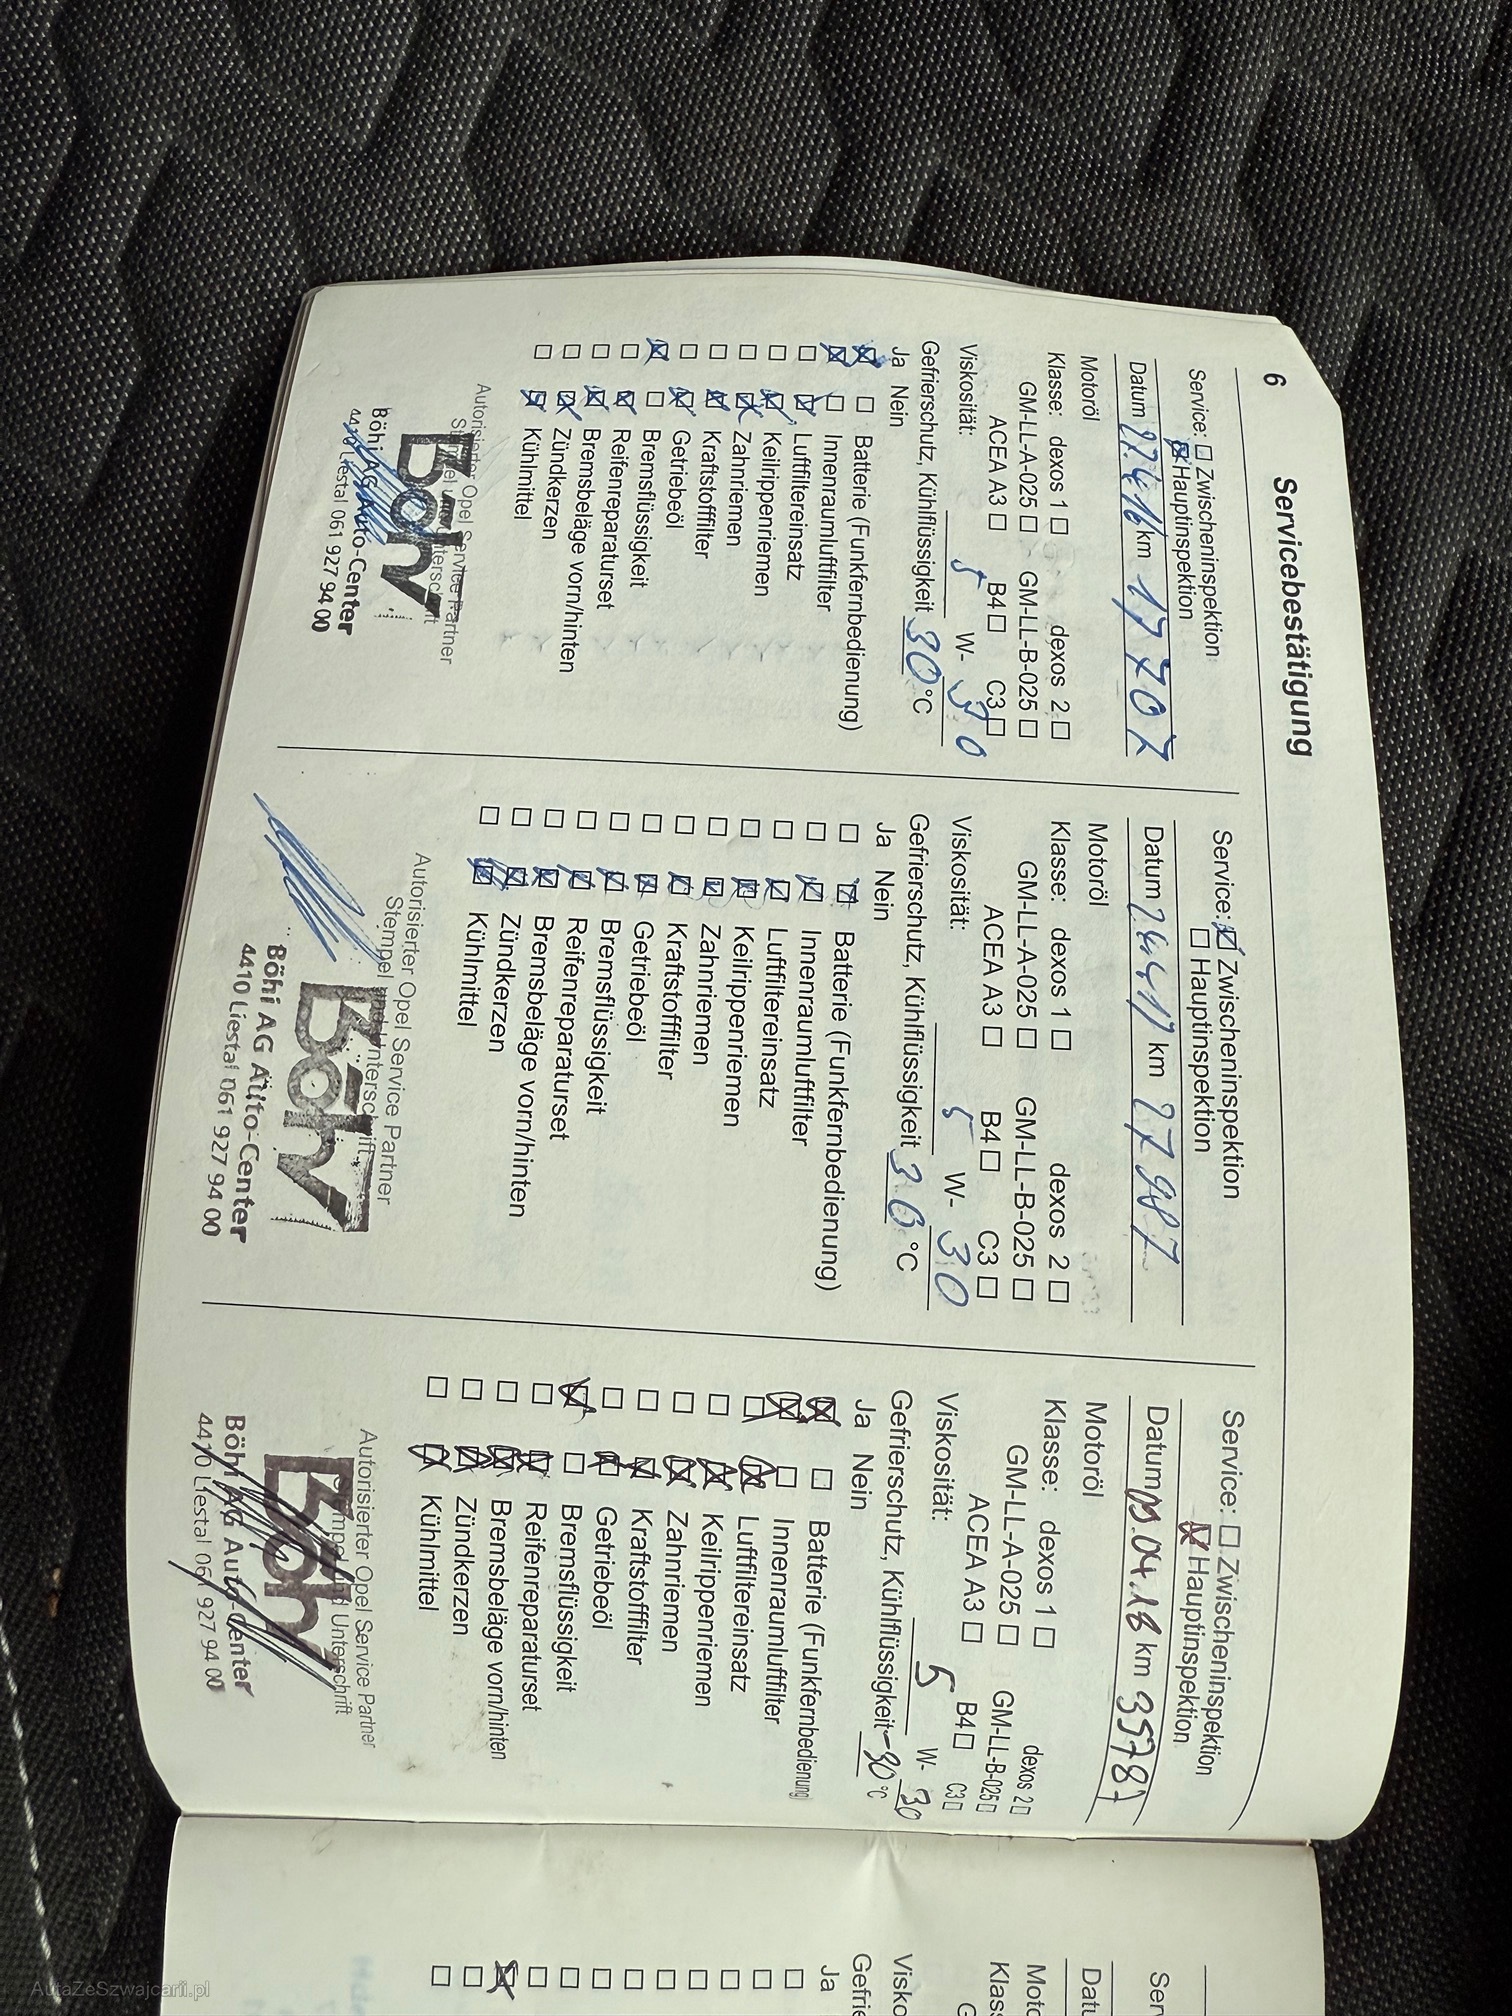 6
Servicebestätigung
Service: Zwischeninspektion
Hauptinspektion
Datum 27.4.16 km 17707
Motoröl
Klasse: dexos 1 dexos 2
GM-LL-A-025 GM-LL-B-025
ACEA A3 B4 C3
Viskosität: 5 W- 30
Gefrierschutz, Kühlflüssigkeit 30 °C
Ja Nein
Batterie (Funkfernbedienung)
Innenraumluftfilter
Luftfiltereinsatz
Keilrippenriemen
Zahnriemen
Kraftstofffilter
Getriebeöl
Bremsflüssigkeit
Reifenreparaturset
Bremsbeläge vorn/hinten
Zündkerzen
Kühlmittel
Autorisierter Opel Service Partner
Stempel Unterschrift
Böhi
Böhi AG Auto-Center
4410 Liestal 061 927 94 00
Service: Zwischeninspektion
Hauptinspektion
Datum 24.4.17 km 27987
Motoröl
Klasse: dexos 1 dexos 2
GM-LL-A-025 GM-LL-B-025
ACEA A3 B4 C3
Viskosität: 5 W- 30
Gefrierschutz, Kühlflüssigkeit 30 °C
Ja Nein
Batterie (Funkfernbedienung)
Innenraumluftfilter
Luftfiltereinsatz
Keilrippenriemen
Zahnriemen
Kraftstofffilter
Getriebeöl
Bremsflüssigkeit
Reifenreparaturset
Bremsbeläge vorn/hinten
Zündkerzen
Kühlmittel
Autorisierter Opel Service Partner
Stempel und Unterschrift
Böhi
Böhi AG Auto-Center
4410 Liestal 061 927 94 00
Service: Zwischeninspektion
Hauptinspektion
Datum 09.04.18 km 35787
Motoröl
Klasse: dexos 1 dexos 2
GM-LL-A-025 GM-LL-B-025
ACEA A3 B4 C3
Viskosität: 5 W- 30
Gefrierschutz, Kühlflüssigkeit -30 °C
Ja Nein
Batterie (Funkfernbedienung)
Innenraumluftfilter
Luftfiltereinsatz
Keilrippenriemen
Zahnriemen
Kraftstofffilter
Getriebeöl
Bremsflüssigkeit
Reifenreparaturset
Bremsbeläge vorn/hinten
Zündkerzen
Kühlmittel
Autorisierter Opel Service Partner
Stempel und Unterschrift
Böhi
Böhi AG Auto-Center
4410 Liestal 061 927 94 00
Ser
Datu
Moto
Klass
G
Visko
Gefrie
Ja
AutaZeSzwajcarii.pl